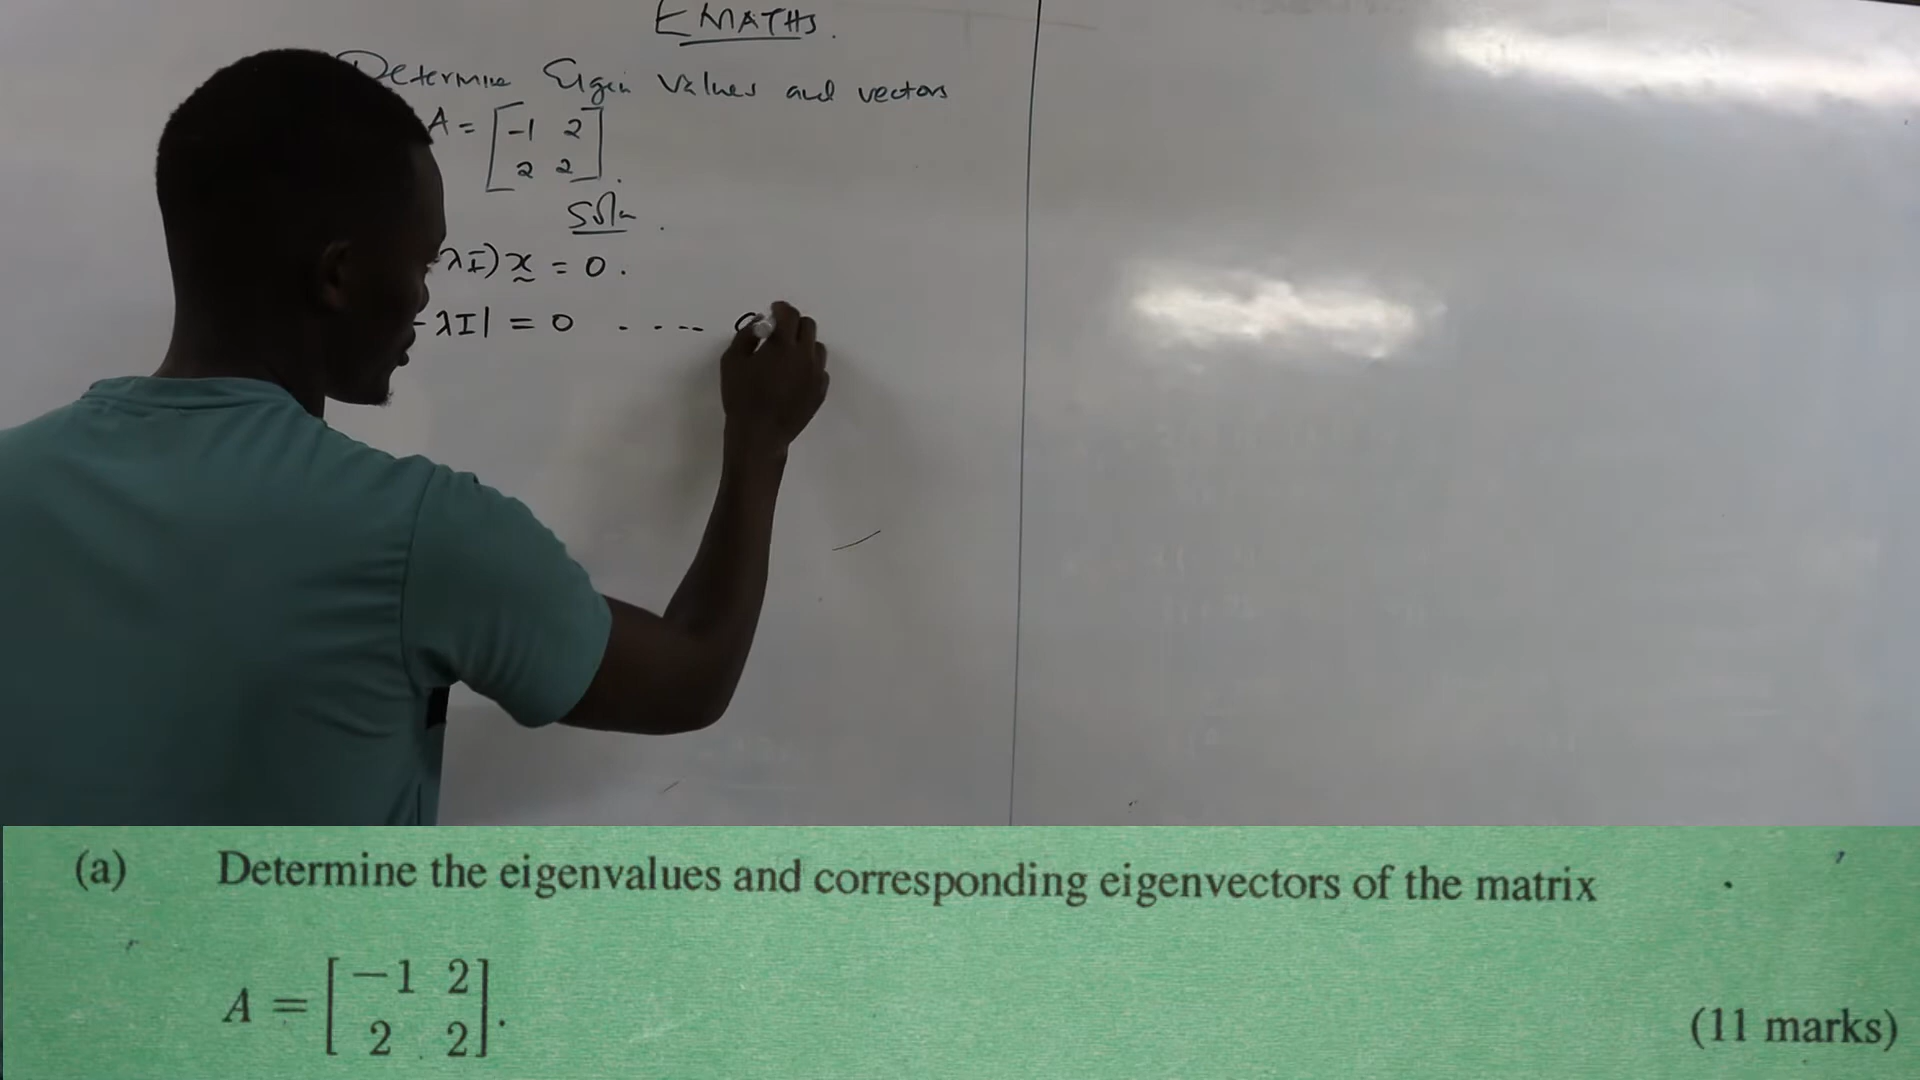 EMATHS.
Determine Eigen values and vectors
A = [-1 2
2 2].
Soln.
λI)x = 0.
-λI| = 0 ....
(a) Determine the eigenvalues and corresponding eigenvectors of the matrix
A = [-1 2
2 2].
(11 marks)